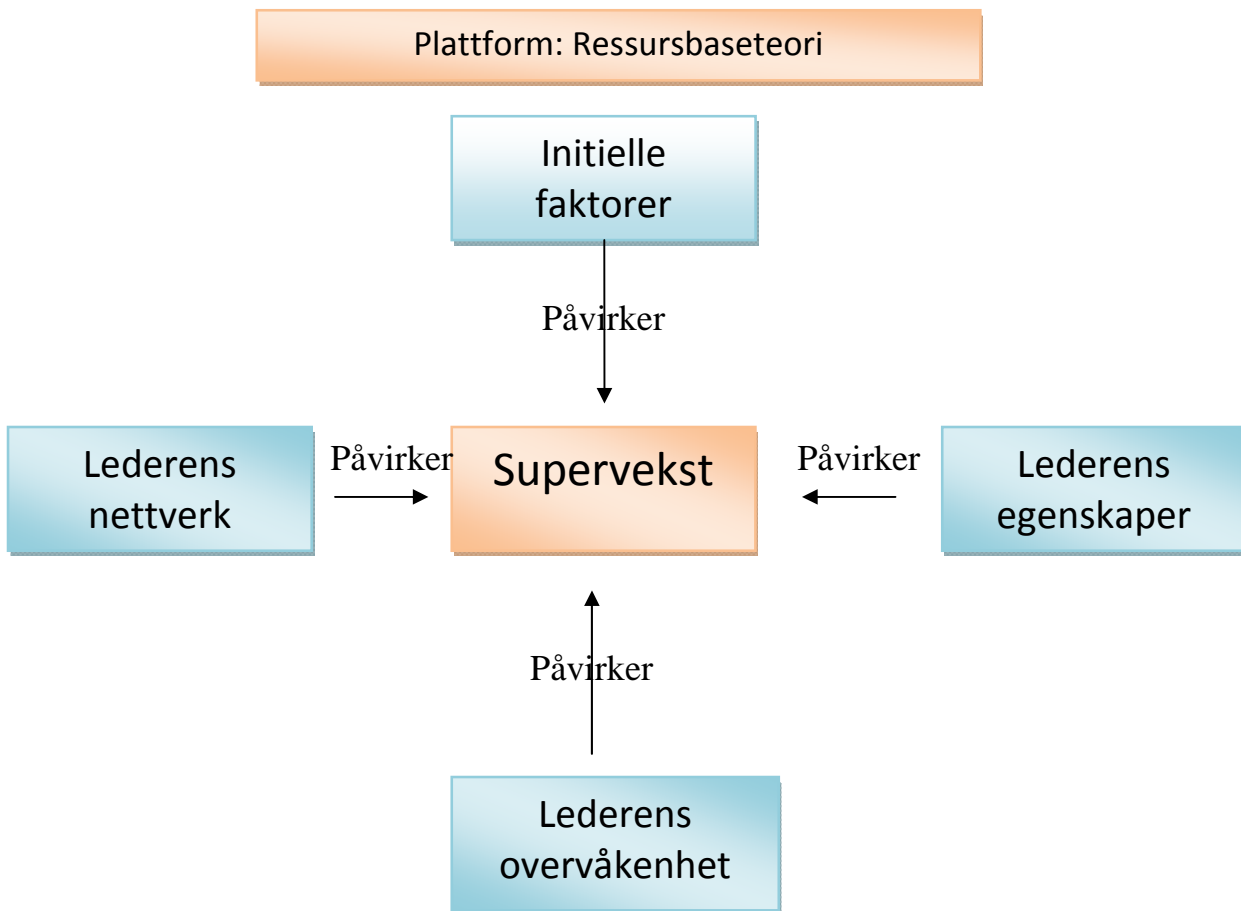 Plattform: Ressursbaseteori
Initielle
faktorer
Påvirker
Lederens
nettverk
Påvirker
Supervekst
Påvirker
Lederens
egenskaper
Påvirker
Lederens
overvåkenhet